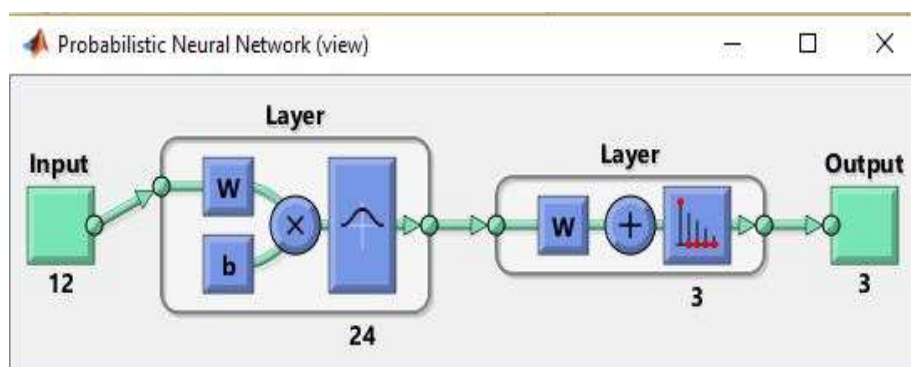 Probabilistic Neural Network (view)
Layer
Layer
Input
Output
W
W
b
12
3
3
24